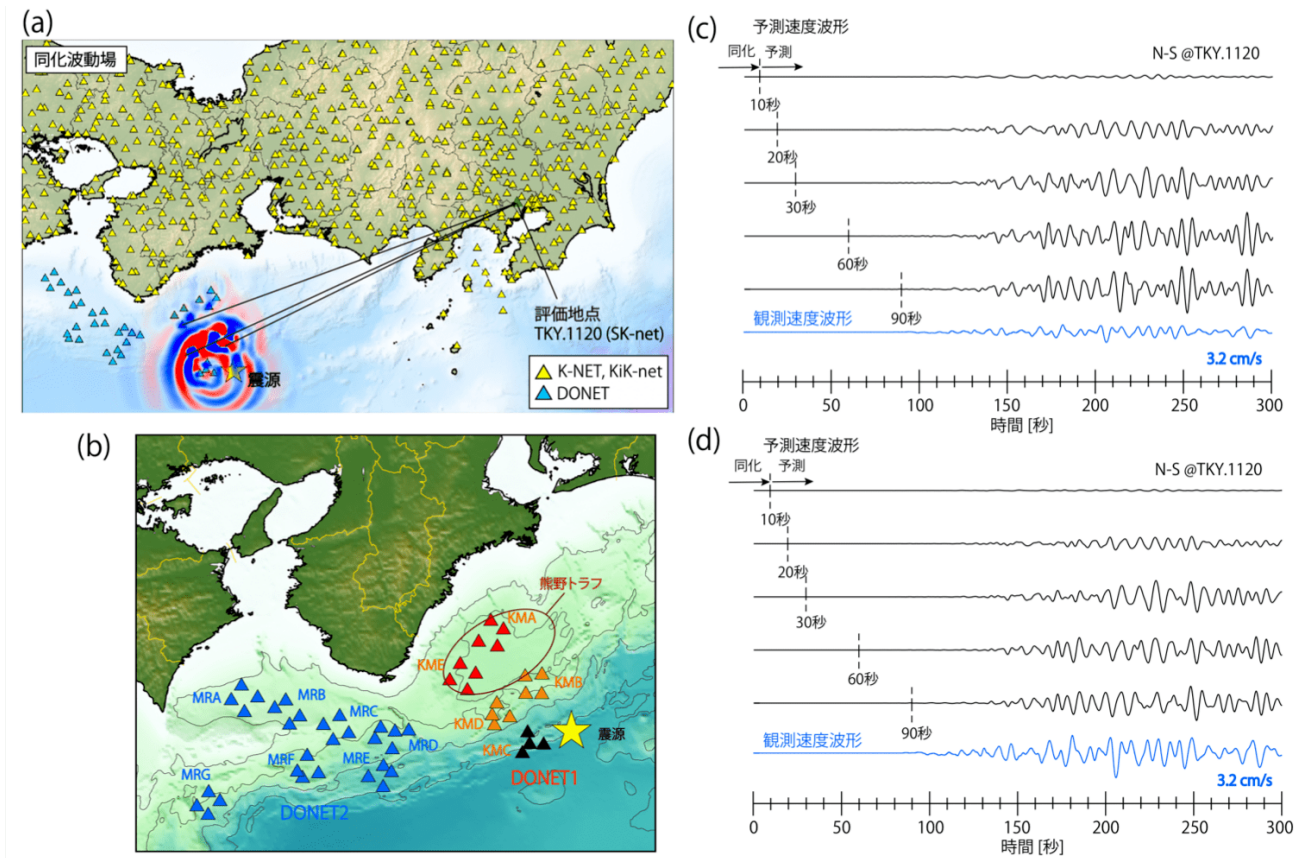 (a)
同化波動場
評価地点
TKY.1120 (SK-net)
震源
K-NET, KiK-net
DONET
(b)
熊野トラフ
KMA
KME
KMB
KMD
KMC
震源
DONET1
MRA
MRB
MRC
MRD
MRE
MRF
MRG
DONET2
(c)
予測速度波形
同化
予測
N-S @TKY.1120
10秒
20秒
30秒
60秒
90秒
観測速度波形
3.2 cm/s
0 50 100 150 200 250 300
時間 [秒]
(d)
予測速度波形
同化
予測
N-S @TKY.1120
10秒
20秒
30秒
60秒
90秒
観測速度波形
3.2 cm/s
0 50 100 150 200 250 300
時間 [秒]